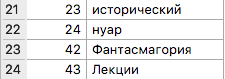 21 23 исторический
22 24 нуар
23 42 Фантасмагория
24 43 Лекции